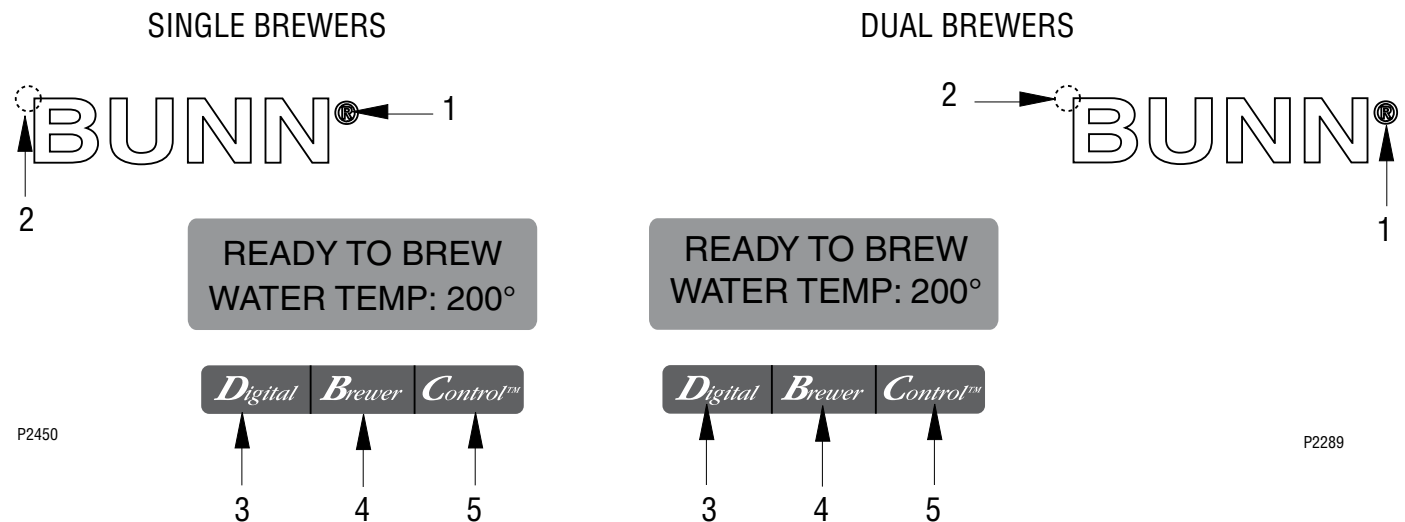 SINGLE BREWERS
BUNN®
1
2
READY TO BREW
WATER TEMP: 200°
Digital Brewer Control™
3 4 5
P2450
DUAL BREWERS
2
BUNN®
1
READY TO BREW
WATER TEMP: 200°
Digital Brewer Control™
3 4 5
P2289